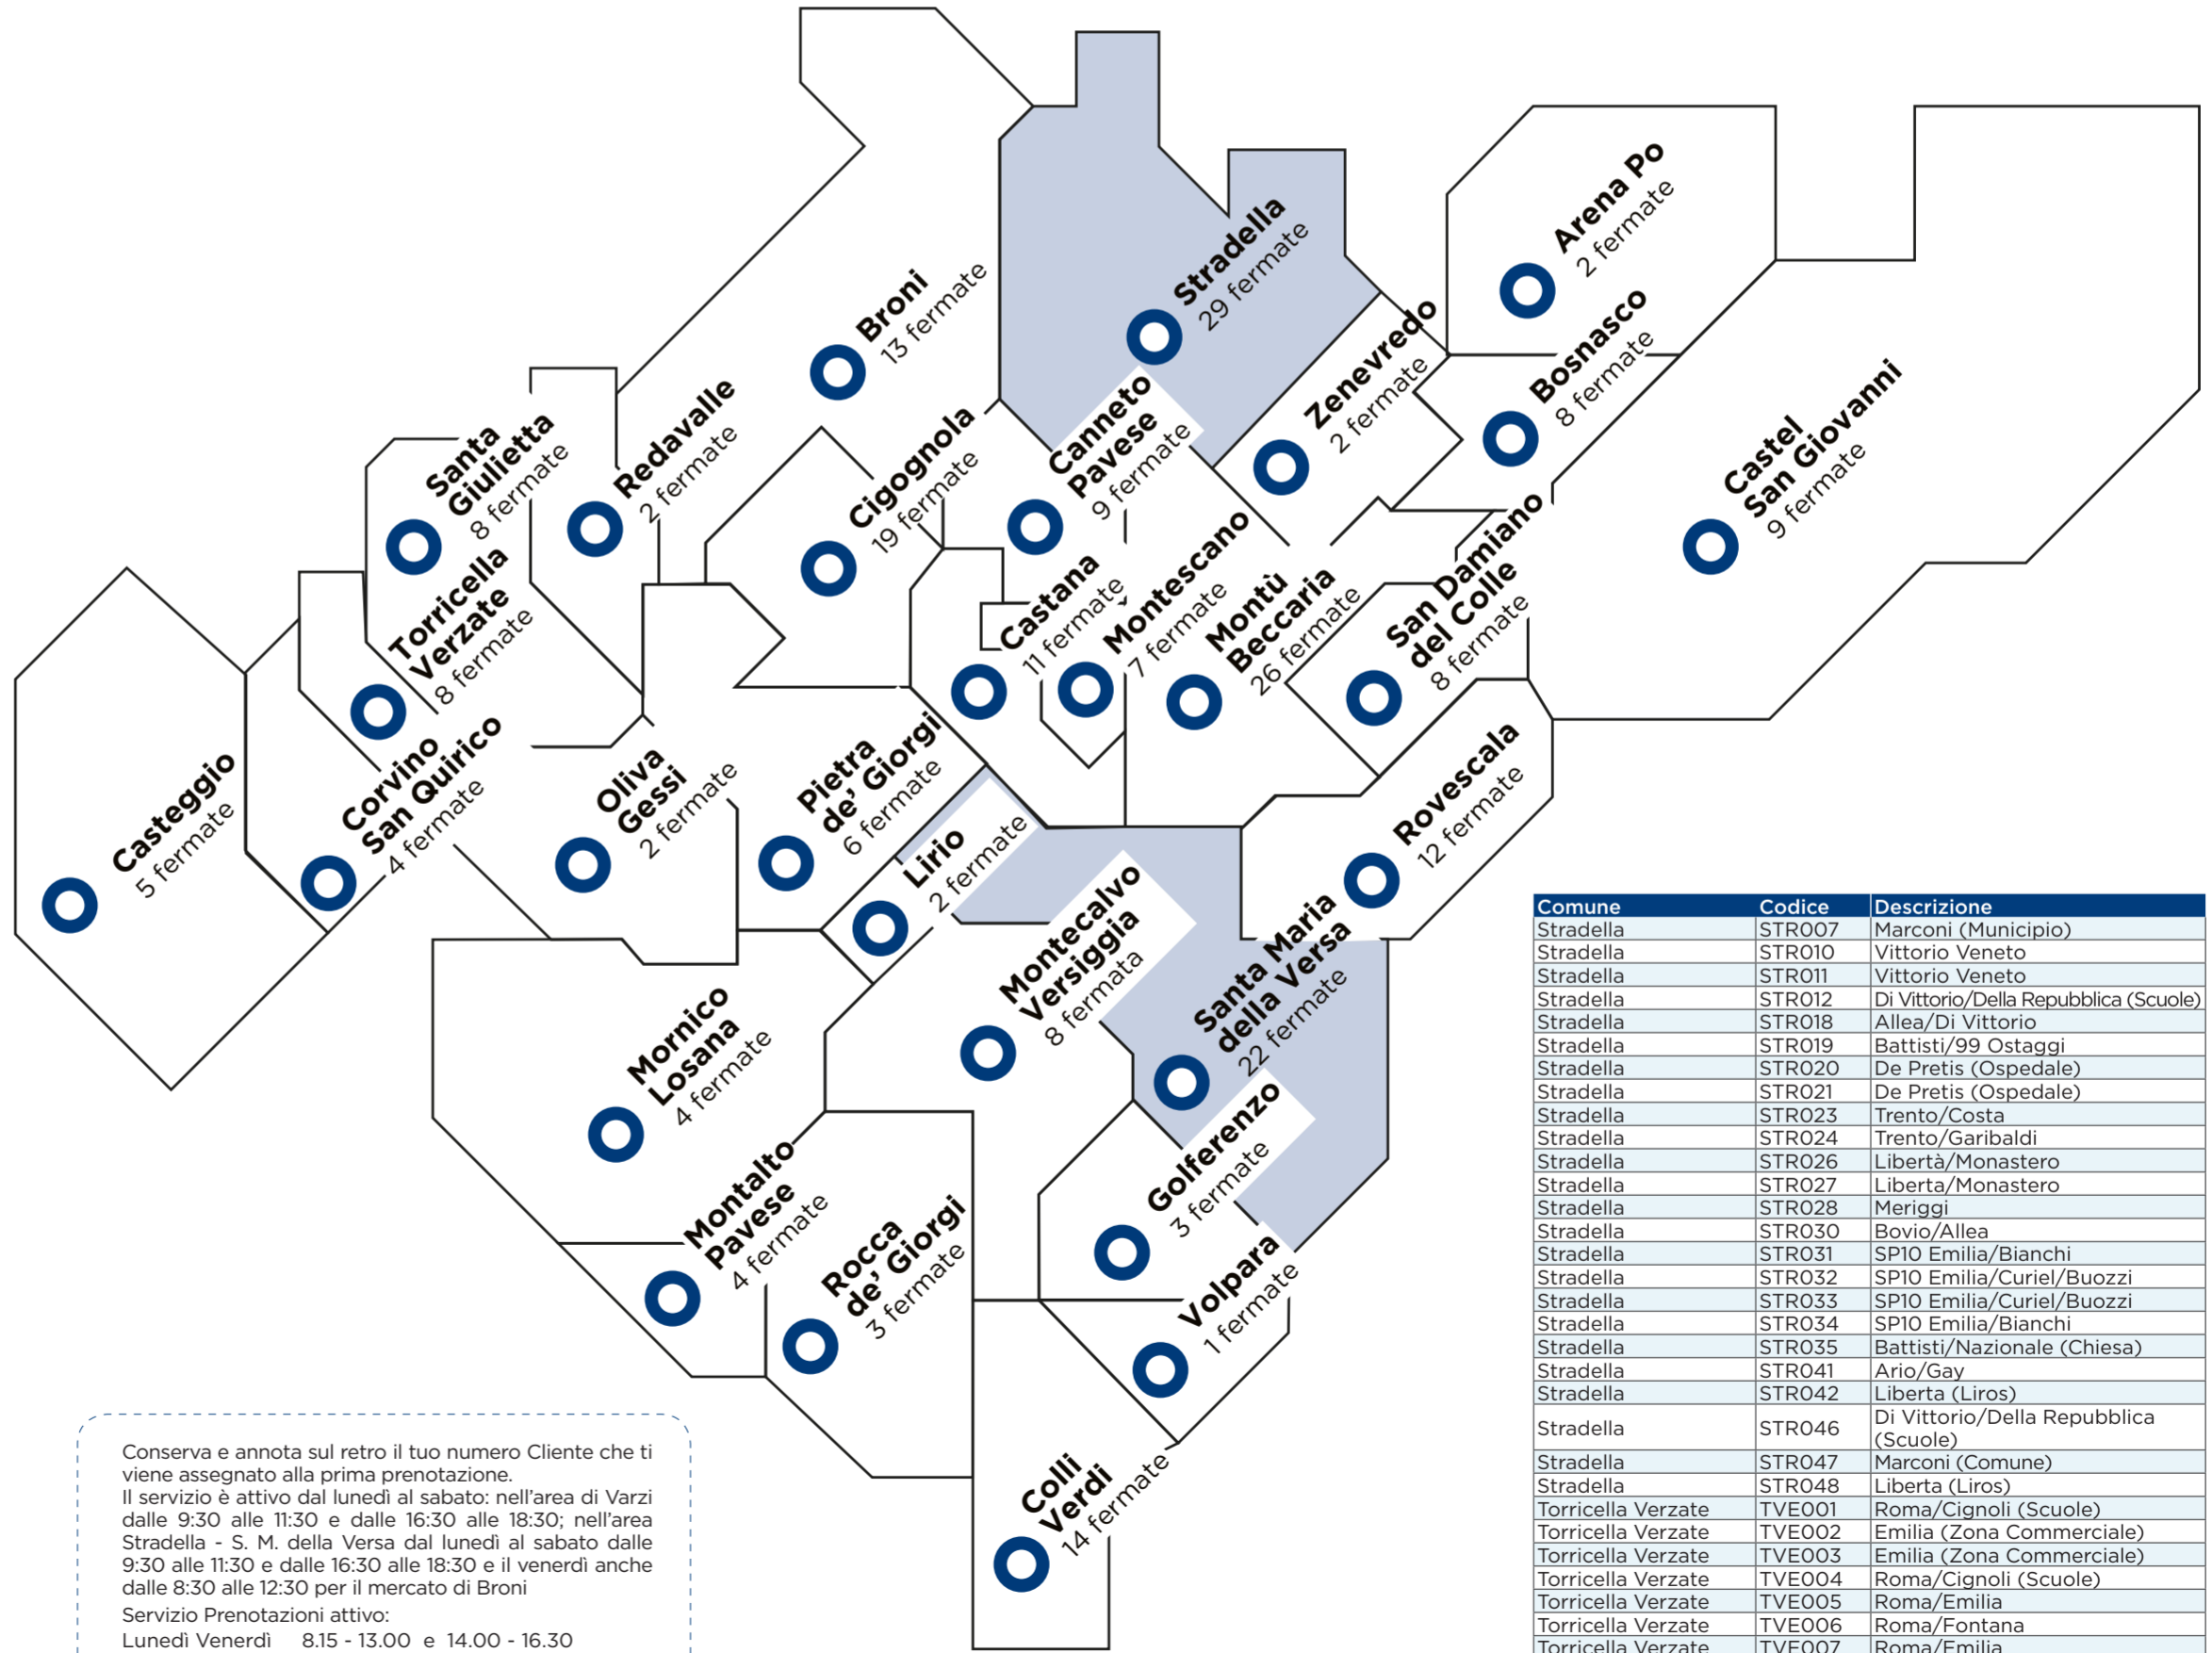 Arena Po
2 fermate
Stradella
29 fermate
Broni
13 fermate
Zenevredo
2 fermate
Bosnasco
8 fermate
Castel
San Giovanni
9 fermate
Canneto
Pavese
9 fermate
Redavalle
2 fermate
Santa
Giulietta
8 fermate
Cigognola
19 fermate
San Damiano
del Colle
8 fermate
Torricella
Verzate
8 fermate
Castana
11 fermate
Montescano
7 fermate
Montù
Beccaria
26 fermate
Casteggio
5 fermate
Corvino
San Quirico
4 fermate
Oliva
Gessi
2 fermate
Pietra
de' Giorgi
6 fermate
Lirio
2 fermate
Rovescala
12 fermate
Montecalvo
Versiggia
8 fermata
Santa Maria
della Versa
22 fermate
Mornico
Losana
4 fermate
Golferenzo
3 fermate
Montalto
Pavese
4 fermate
Rocca
de' Giorgi
3 fermate
Volpara
1 fermate
Colli
Verdi
14 fermate
Conserva e annota sul retro il tuo numero Cliente che ti
viene assegnato alla prima prenotazione.
Il servizio è attivo dal lunedì al sabato: nell'area di Varzi
dalle 9:30 alle 11:30 e dalle 16:30 alle 18:30; nell'area
Stradella - S. M. della Versa dal lunedì al sabato dalle
9:30 alle 11:30 e dalle 16:30 alle 18:30 e il venerdì anche
dalle 8:30 alle 12:30 per il mercato di Broni
Servizio Prenotazioni attivo:
Lunedì Venerdì 8.15 - 13.00 e 14.00 - 16.30
Comune Codice Descrizione
Stradella STR007 Marconi (Municipio)
Stradella STR010 Vittorio Veneto
Stradella STR011 Vittorio Veneto
Stradella STR012 Di Vittorio/Della Repubblica (Scuole)
Stradella STR018 Allea/Di Vittorio
Stradella STR019 Battisti/99 Ostaggi
Stradella STR020 De Pretis (Ospedale)
Stradella STR021 De Pretis (Ospedale)
Stradella STR023 Trento/Costa
Stradella STR024 Trento/Garibaldi
Stradella STR026 Libertà/Monastero
Stradella STR027 Liberta/Monastero
Stradella STR028 Meriggi
Stradella STR030 Bovio/Allea
Stradella STR031 SP10 Emilia/Bianchi
Stradella STR032 SP10 Emilia/Curiel/Buozzi
Stradella STR033 SP10 Emilia/Curiel/Buozzi
Stradella STR034 SP10 Emilia/Bianchi
Stradella STR035 Battisti/Nazionale (Chiesa)
Stradella STR041 Ario/Gay
Stradella STR042 Liberta (Liros)
Stradella STR046 Di Vittorio/Della Repubblica
(Scuole)
Stradella STR047 Marconi (Comune)
Stradella STR048 Liberta (Liros)
Torricella Verzate TVE001 Roma/Cignoli (Scuole)
Torricella Verzate TVE002 Emilia (Zona Commerciale)
Torricella Verzate TVE003 Emilia (Zona Commerciale)
Torricella Verzate TVE004 Roma/Cignoli (Scuole)
Torricella Verzate TVE005 Roma/Emilia
Torricella Verzate TVE006 Roma/Fontana
Torricella Verzate TVE007 Roma/Emilia